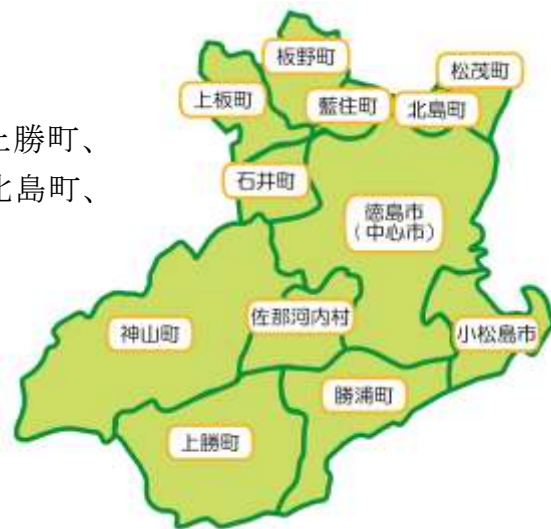 板野町
松茂町
上板町
藍住町
北島町
上勝町、
北島町、
石井町
徳島市
(中心市)
佐那河内村
神山町
小松島市
勝浦町
上勝町